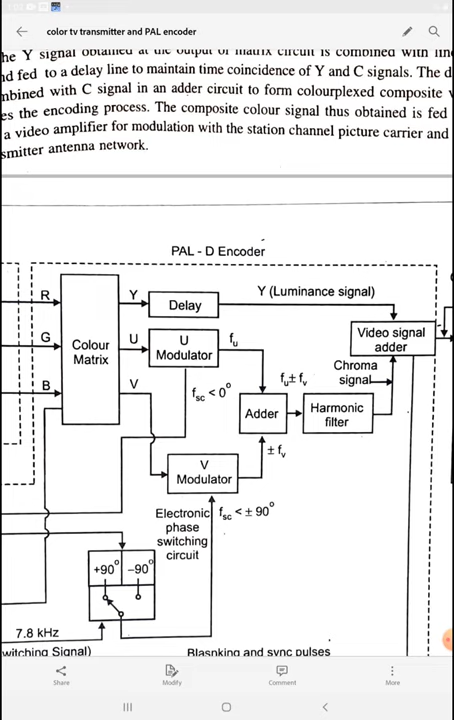 color tv transmitter and PAL encoder
he Y signal obtained at the output of matrix circuit is combined with
nd fed to a delay line to maintain time coincidence of Y and C signals. The d
mbined with C signal in an adder circuit to form colourplexed composite
es the encoding process. The composite colour signal thus obtained is fed
a video amplifier for modulation with the station channel picture carrier and
smitter antenna network.
PAL - D Encoder
R
Y
Delay
Y (Luminance signal)
G
Colour Matrix
U
U
Modulator
fu
Video signal
adder
B
V
fsc < 0°
fu ± fv
Chroma
signal
Adder
Harmonic
filter
± fv
V
Modulator
Electronic
phase
switching
circuit
fsc < ± 90°
+90°
-90°
7.8 kHz
witching Signal)
Blasnking and sync pulses
Share
Modify
Comment
More